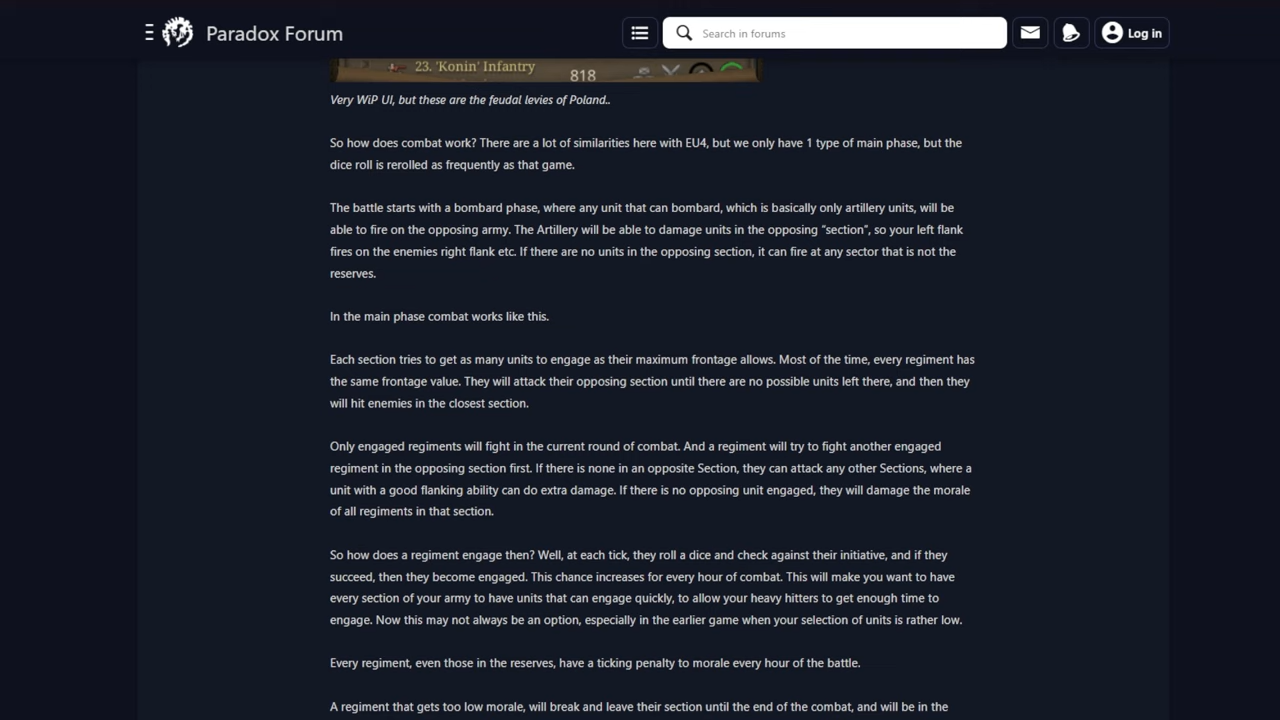 Paradox Forum
Search in forums
Log in
23. 'Konin' Infantry
818
Very WiP UI, but these are the feudal levies of Poland..
So how does combat work? There are a lot of similarities here with EU4, but we only have 1 type of main phase, but the
dice roll is rerolled as frequently as that game.
The battle starts with a bombard phase, where any unit that can bombard, which is basically only artillery units, will be
able to fire on the opposing army. The Artillery will be able to damage units in the opposing “section”, so your left flank
fires on the enemies right flank etc. If there are no units in the opposing section, it can fire at any sector that is not the
reserves.
In the main phase combat works like this.
Each section tries to get as many units to engage as their maximum frontage allows. Most of the time, every regiment has
the same frontage value. They will attack their opposing section until there are no possible units left there, and then they
will hit enemies in the closest section.
Only engaged regiments will fight in the current round of combat. And a regiment will try to fight another engaged
regiment in the opposing section first. If there is none in an opposite Section, they can attack any other Sections, where a
unit with a good flanking ability can do extra damage. If there is no opposing unit engaged, they will damage the morale
of all regiments in that section.
So how does a regiment engage then? Well, at each tick, they roll a dice and check against their initiative, and if they
succeed, then they become engaged. This chance increases for every hour of combat. This will make you want to have
every section of your army to have units that can engage quickly, to allow your heavy hitters to get enough time to
engage. Now this may not always be an option, especially in the earlier game when your selection of units is rather low.
Every regiment, even those in the reserves, have a ticking penalty to morale every hour of the battle.
A regiment that gets too low morale, will break and leave their section until the end of the combat, and will be in the